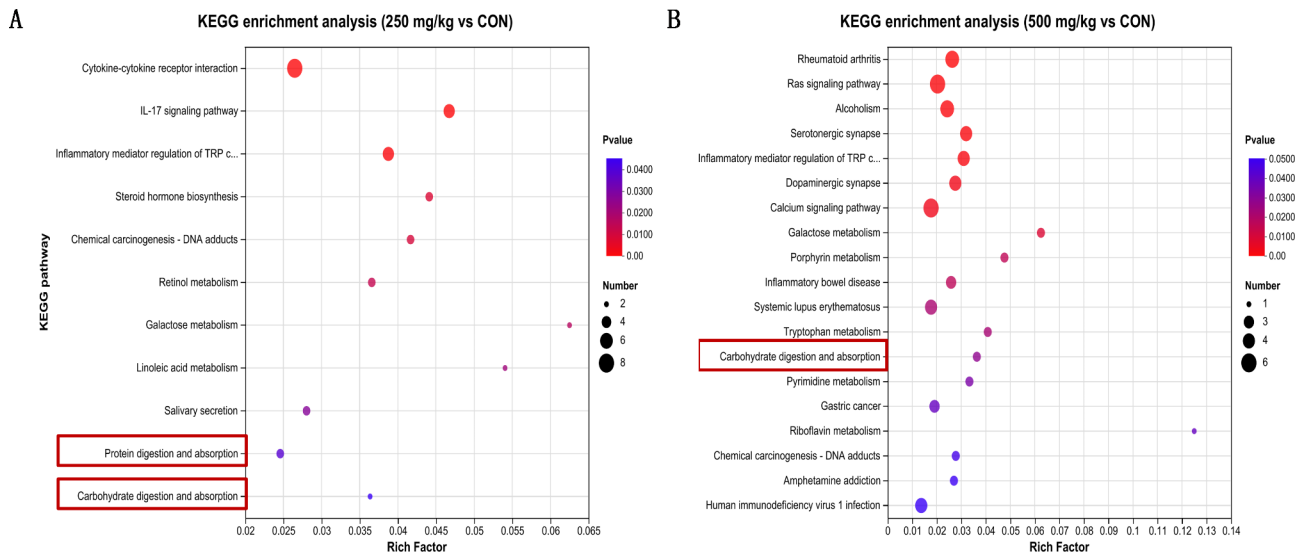 A
KEGG enrichment analysis (250 mg/kg vs CON)
KEGG pathway
Cytokine-cytokine receptor interaction
IL-17 signaling pathway
Inflammatory mediator regulation of TRP c...
Steroid hormone biosynthesis
Chemical carcinogenesis - DNA adducts
Retinol metabolism
Galactose metabolism
Linoleic acid metabolism
Salivary secretion
Protein digestion and absorption
Carbohydrate digestion and absorption
0.02 0.025 0.03 0.035 0.04 0.045 0.05 0.055 0.06 0.065
Rich Factor
Pvalue
0.0400
0.0300
0.0200
0.0100
0.00
Number
2
4
6
8
B
KEGG enrichment analysis (500 mg/kg vs CON)
Rheumatoid arthritis
Ras signaling pathway
Alcoholism
Serotonergic synapse
Inflammatory mediator regulation of TRP c...
Dopaminergic synapse
Calcium signaling pathway
Galactose metabolism
Porphyrin metabolism
Inflammatory bowel disease
Systemic lupus erythematosus
Tryptophan metabolism
Carbohydrate digestion and absorption
Pyrimidine metabolism
Gastric cancer
Riboflavin metabolism
Chemical carcinogenesis - DNA adducts
Amphetamine addiction
Human immunodeficiency virus 1 infection
0 0.01 0.02 0.03 0.04 0.05 0.06 0.07 0.08 0.09 0.1 0.11 0.12 0.13 0.14
Rich Factor
Pvalue
0.0500
0.0400
0.0300
0.0200
0.0100
0.00
Number
1
3
4
6